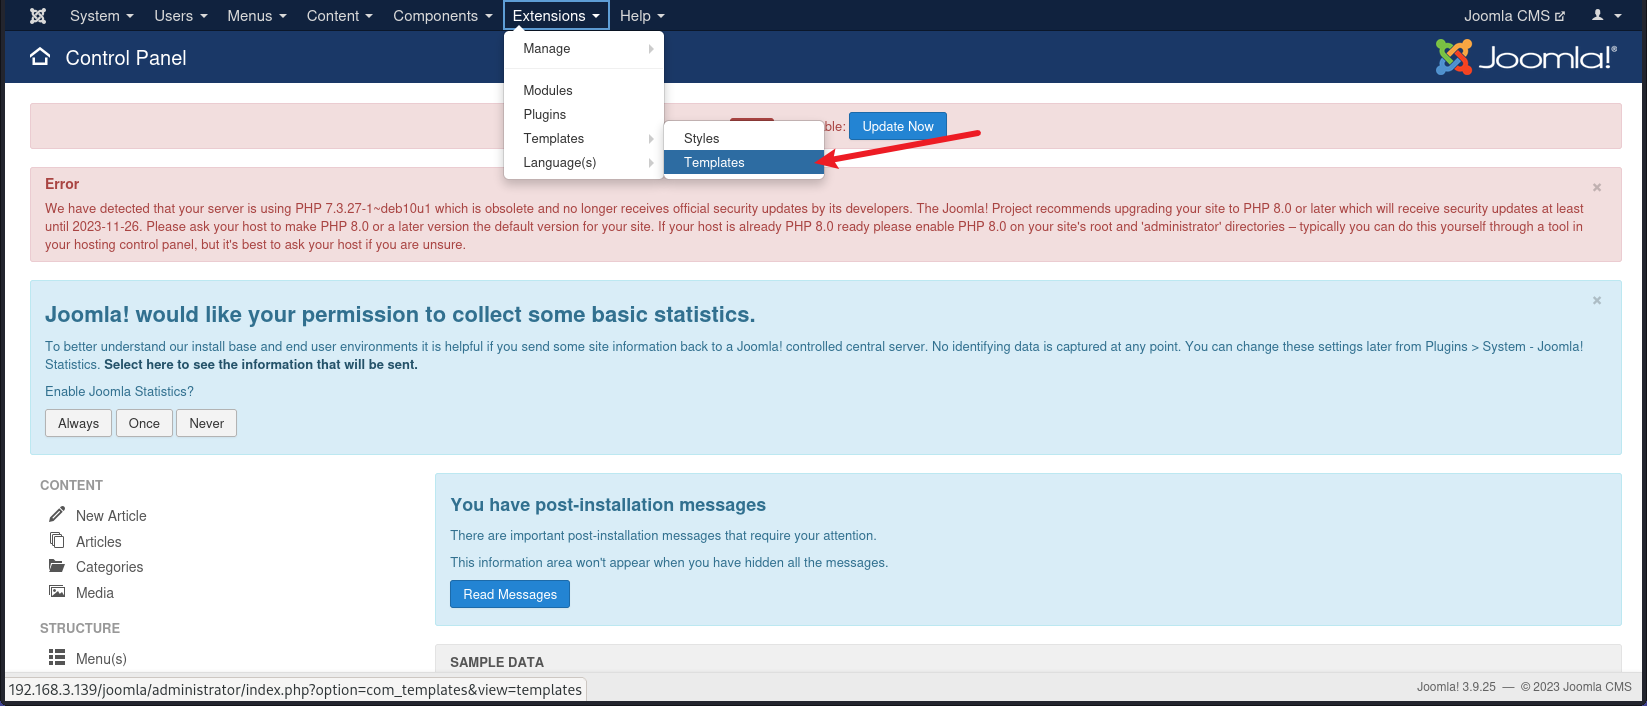 System Users Menus Content Components Extensions Help Joomla CMS
Control Panel
Joomla!®
Manage
Modules
Plugins
Templates
Language(s)
Styles
Templates
Update Now
Error
We have detected that your server is using PHP 7.3.27-1~deb10u1 which is obsolete and no longer receives official security updates by its developers. The Joomla! Project recommends upgrading your site to PHP 8.0 or later which will receive security updates at least
until 2023-11-26. Please ask your host to make PHP 8.0 or a later version the default version for your site. If your host is already PHP 8.0 ready please enable PHP 8.0 on your site's root and 'administrator' directories – typically you can do this yourself through a tool in
your hosting control panel, but it's best to ask your host if you are unsure.
Joomla! would like your permission to collect some basic statistics.
To better understand our install base and end user environments it is helpful if you send some site information back to a Joomla! controlled central server. No identifying data is captured at any point. You can change these settings later from Plugins > System - Joomla!
Statistics. Select here to see the information that will be sent.
Enable Joomla Statistics?
Always Once Never
CONTENT
New Article
Articles
Categories
Media
STRUCTURE
Menu(s)
You have post-installation messages
There are important post-installation messages that require your attention.
This information area won't appear when you have hidden all the messages.
Read Messages
SAMPLE DATA
192.168.3.139/joomla/administrator/index.php?option=com_templates&view=templates
Joomla! 3.9.25 — © 2023 Joomla CMS